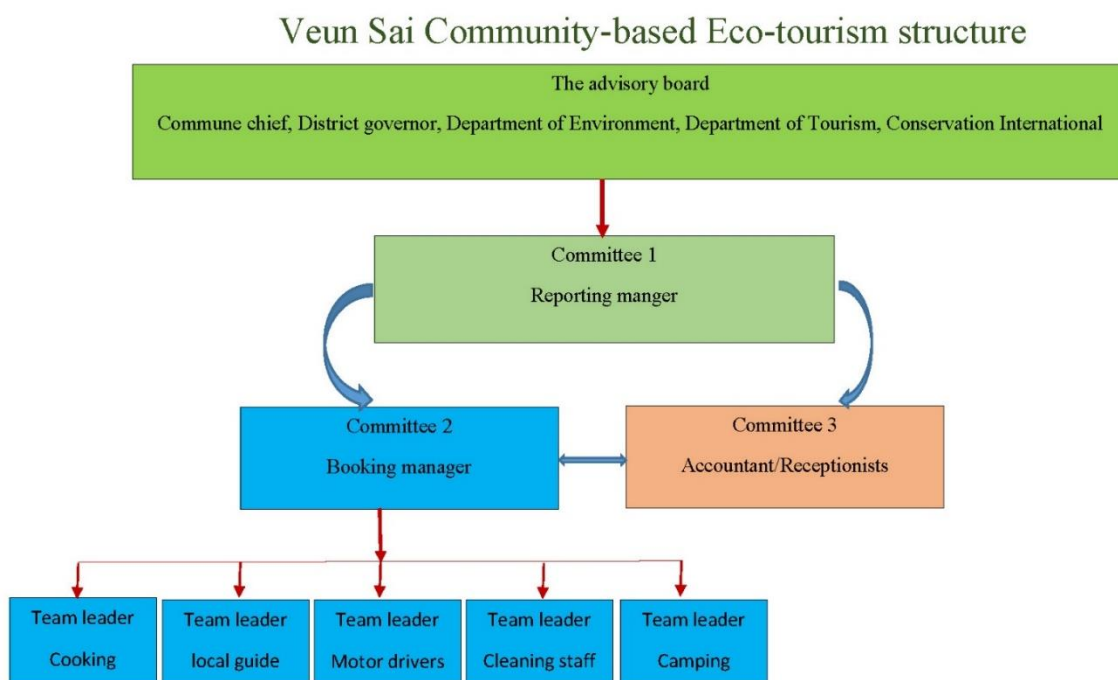 Veun Sai Community-based Eco-tourism structure
The advisory board
Commune chief, District governor, Department of Environment, Department of Tourism, Conservation International
Committee 1
Reporting manger
Committee 2
Booking manager
Committee 3
Accountant/Receptionists
Team leader
Cooking
Team leader
local guide
Team leader
Motor drivers
Team leader
Cleaning staff
Team leader
Camping